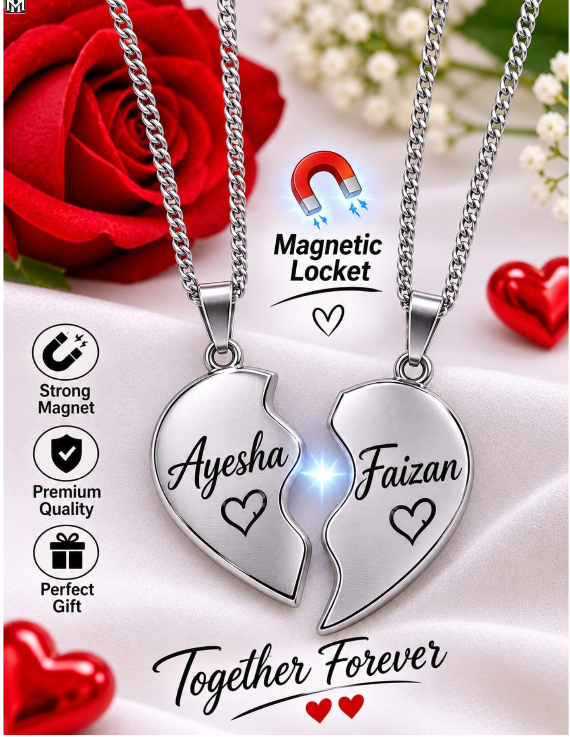 M
Magnetic
Locket
Strong
Magnet
Ayesha
Faizan
Premium
Quality
Perfect
Gift
Together Forever